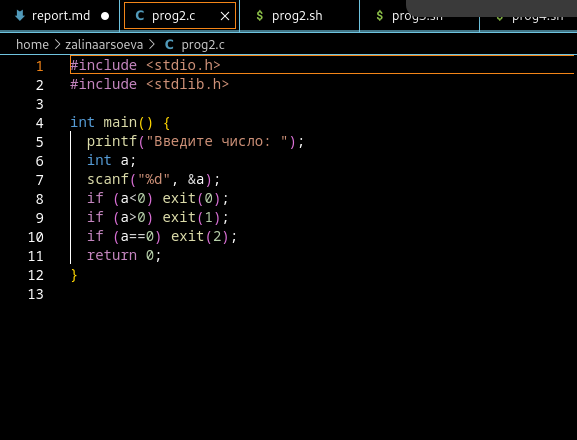 report.md ● C prog2.c × $ prog2.sh $ prog3.sh $ prog4.sh
home > zalinaarsoeva > C prog2.c
1 #include <stdio.h>
2 #include <stdlib.h>
3
4 int main() {
5 printf("Введите число: ");
6 int a;
7 scanf("%d", &a);
8 if (a<0) exit(0);
9 if (a>0) exit(1);
10 if (a==0) exit(2);
11 return 0;
12 }
13